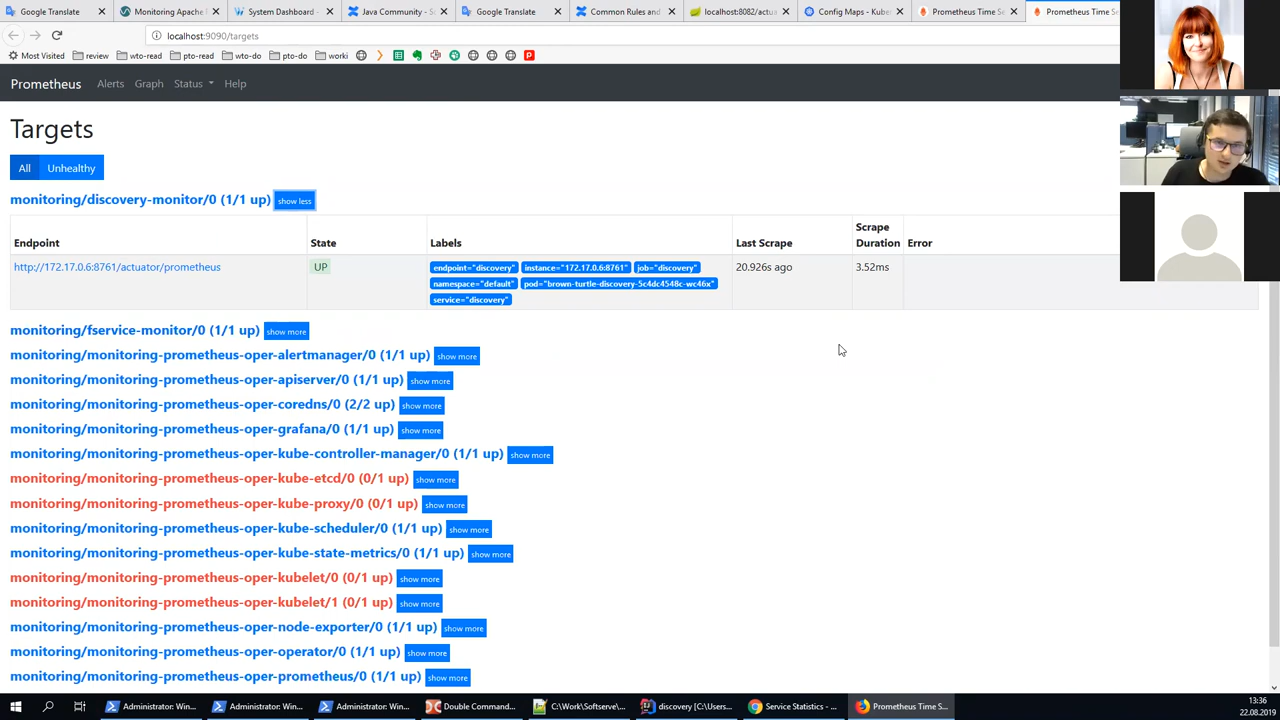 Google Translate
Monitoring Apache
System Dashboard -
Java Community - S
Google Translate
Common Rules and
localhost:8082/actua
Config Maps - Kuber
Prometheus Time Se
Prometheus Time Se
localhost:9090/targets
Most Visited review wto-read pto-read wto-do pto-do worki
Prometheus Alerts Graph Status Help
Targets
All Unhealthy
monitoring/discovery-monitor/0 (1/1 up) show less
Endpoint State Labels Last Scrape Scrape Duration Error
http://172.17.0.6:8761/actuator/prometheus UP endpoint="discovery" instance="172.17.0.6:8761" job="discovery" 20.926s ago 3.52ms
namespace="default" pod="brown-turtle-discovery-5c4dc4548c-wc46x"
service="discovery"
monitoring/fservice-monitor/0 (1/1 up) show more
monitoring/monitoring-prometheus-oper-alertmanager/0 (1/1 up) show more
monitoring/monitoring-prometheus-oper-apiserver/0 (1/1 up) show more
monitoring/monitoring-prometheus-oper-coredns/0 (2/2 up) show more
monitoring/monitoring-prometheus-oper-grafana/0 (1/1 up) show more
monitoring/monitoring-prometheus-oper-kube-controller-manager/0 (1/1 up) show more
monitoring/monitoring-prometheus-oper-kube-etcd/0 (0/1 up) show more
monitoring/monitoring-prometheus-oper-kube-proxy/0 (0/1 up) show more
monitoring/monitoring-prometheus-oper-kube-scheduler/0 (1/1 up) show more
monitoring/monitoring-prometheus-oper-kube-state-metrics/0 (1/1 up) show more
monitoring/monitoring-prometheus-oper-kubelet/0 (0/1 up) show more
monitoring/monitoring-prometheus-oper-kubelet/1 (0/1 up) show more
monitoring/monitoring-prometheus-oper-node-exporter/0 (1/1 up) show more
monitoring/monitoring-prometheus-oper-operator/0 (1/1 up) show more
monitoring/monitoring-prometheus-oper-prometheus/0 (1/1 up) show more
Administrator: Win...
Administrator: Win...
Administrator: Win...
Double Command...
C:\Work\Softserve\...
discovery [C:\Users...
Service Statistics - ...
Prometheus Time S...
13:36
22.08.2019